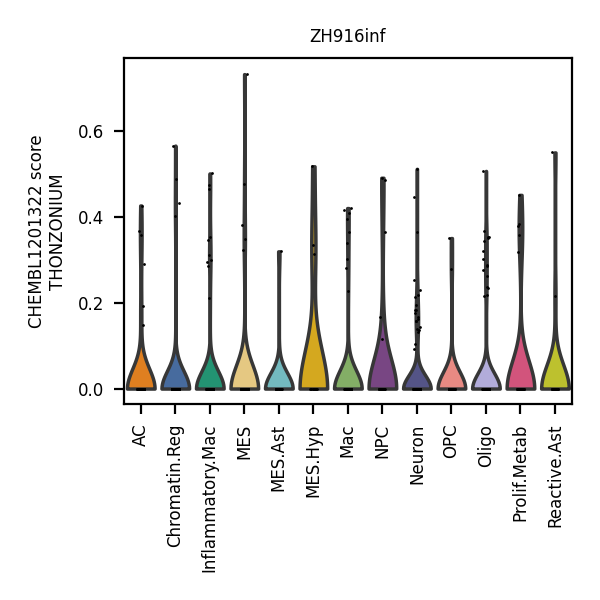 ZH916inf
CHEMBL1201322 score
THONZONIUM
0.6
0.4
0.2
0.0
AC
Chromatin.Reg
Inflammatory.Mac
MES
MES.Ast
MES.Hyp
Mac
NPC
Neuron
OPC
Oligo
Prolif.Metab
Reactive.Ast